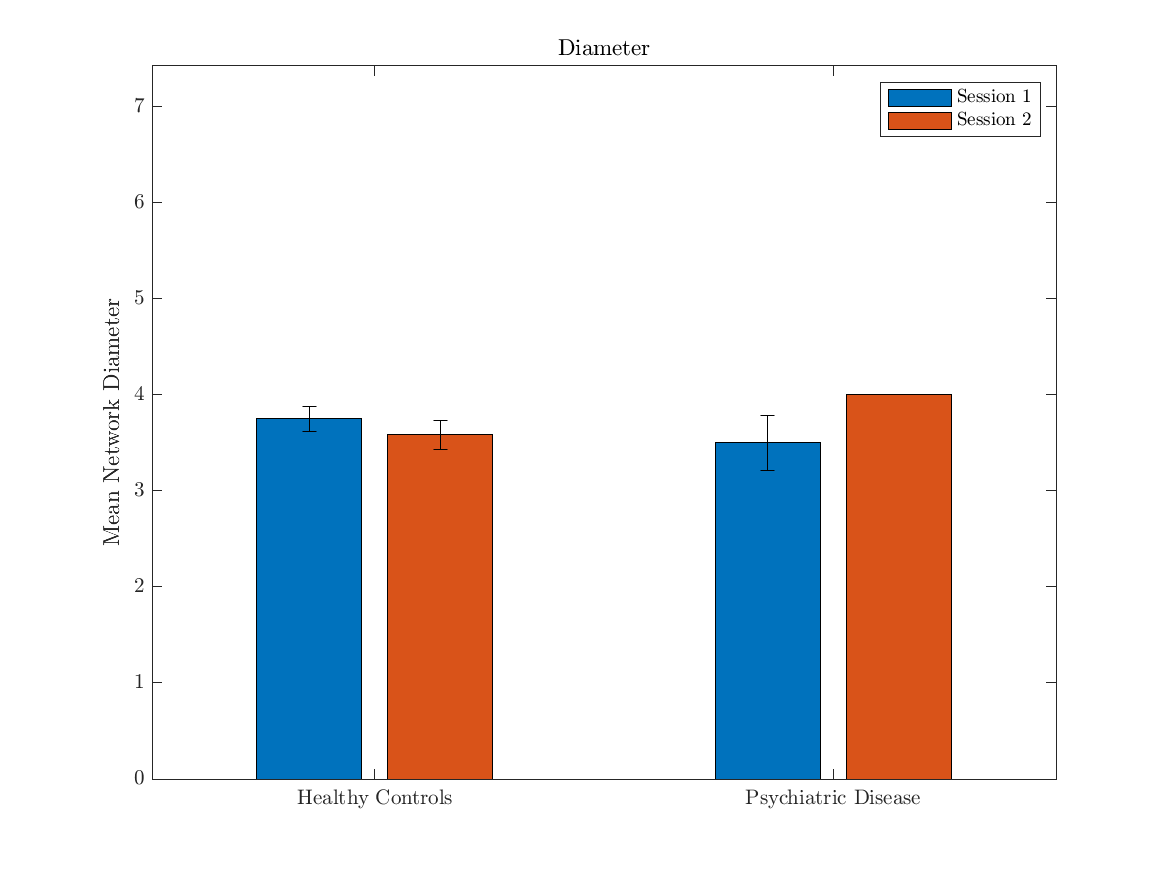 Diameter
Session 1
Session 2
7
6
5
4
3
2
1
0
Mean Network Diameter
Healthy Controls
Psychiatric Disease